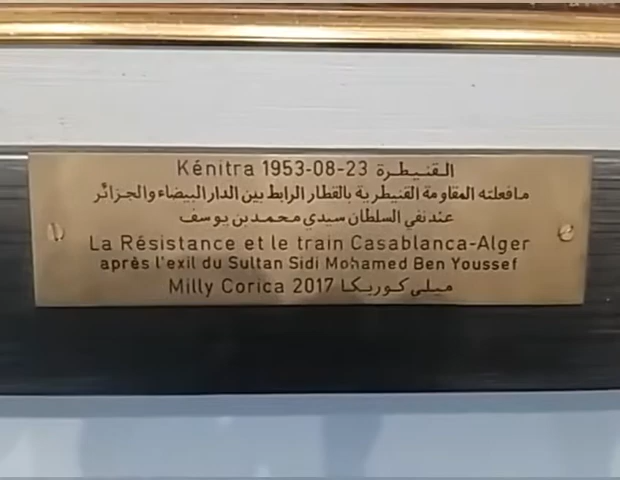 Kénitra 1953-08-23 القنيطرة
مافعلته المقاومة القنيطرية بالقطار الرابط بين الدار البيضاء والجزائر
عند نفي السلطان سيدي محمد بن يوسف
La Résistance et le train Casablanca-Alger
après l'exil du Sultan Sidi Mohamed Ben Youssef
Milly Corica 2017 ميلي كوريكا